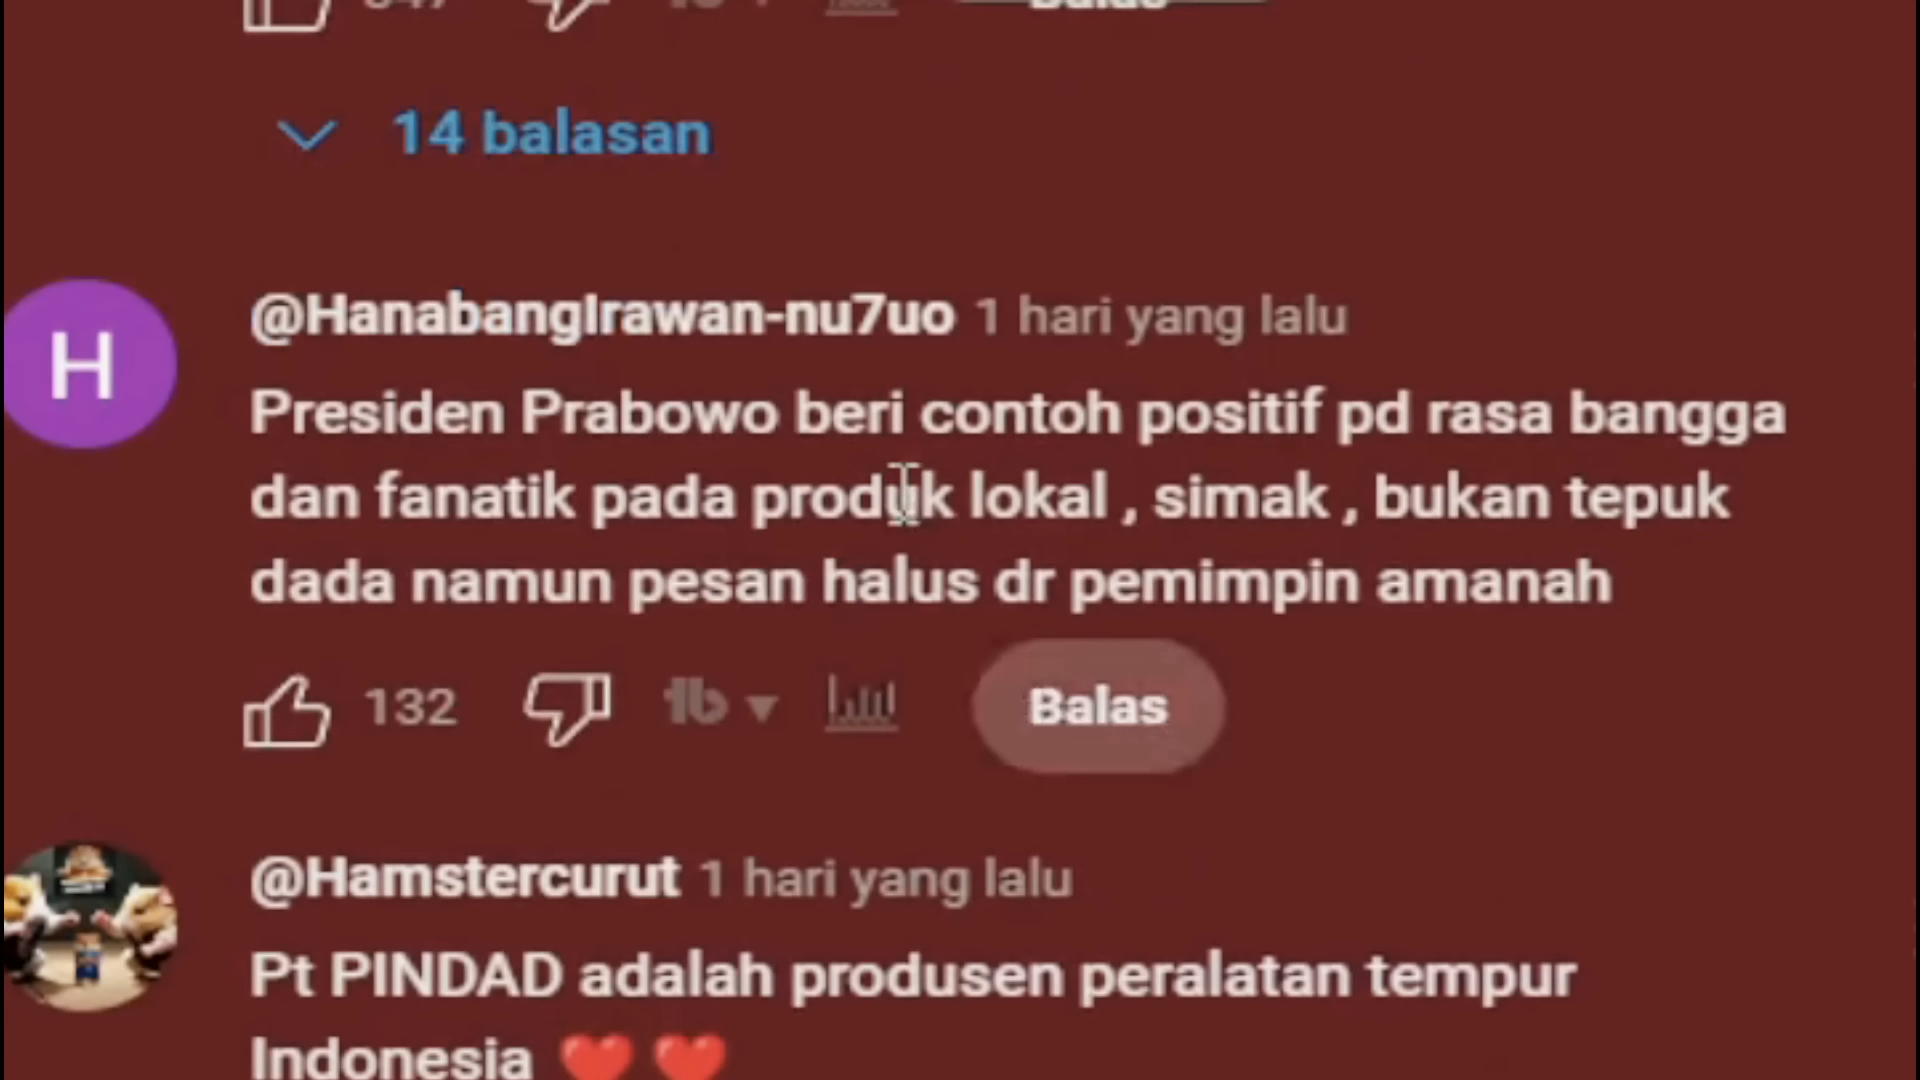 14 balasan
H
@HanabangIrawan-nu7uo 1 hari yang lalu
Presiden Prabowo beri contoh positif pd rasa bangga
dan fanatik pada produk lokal , simak , bukan tepuk
dada namun pesan halus dr pemimpin amanah
132 Balas
@Hamstercurut 1 hari yang lalu
Pt PINDAD adalah produsen peralatan tempur
Indonesia ❤️ ❤️